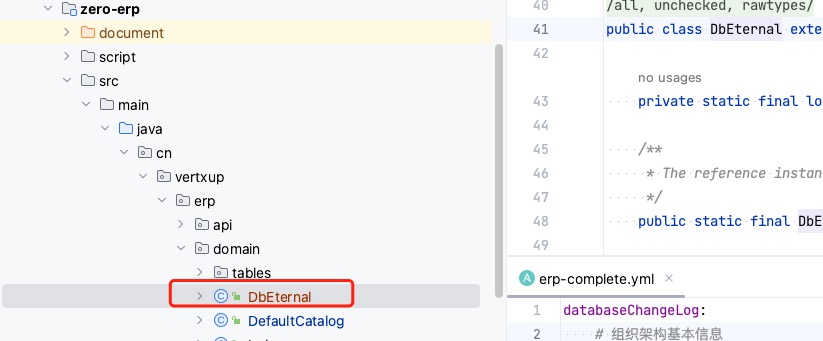 zero-erp
document
script
src
main
java
cn
vertxup
erp
api
domain
tables
DbEternal
DefaultCatalog
40 /all, unchecked, rawtypes/
41 public class DbEternal exte
42
no usages
43 private static final lo
44
45 /**
46 * The reference instan
47 */
48 public static final DbE
49
erp-complete.yml
1 databaseChangeLog:
2 # 组织架构基本信息